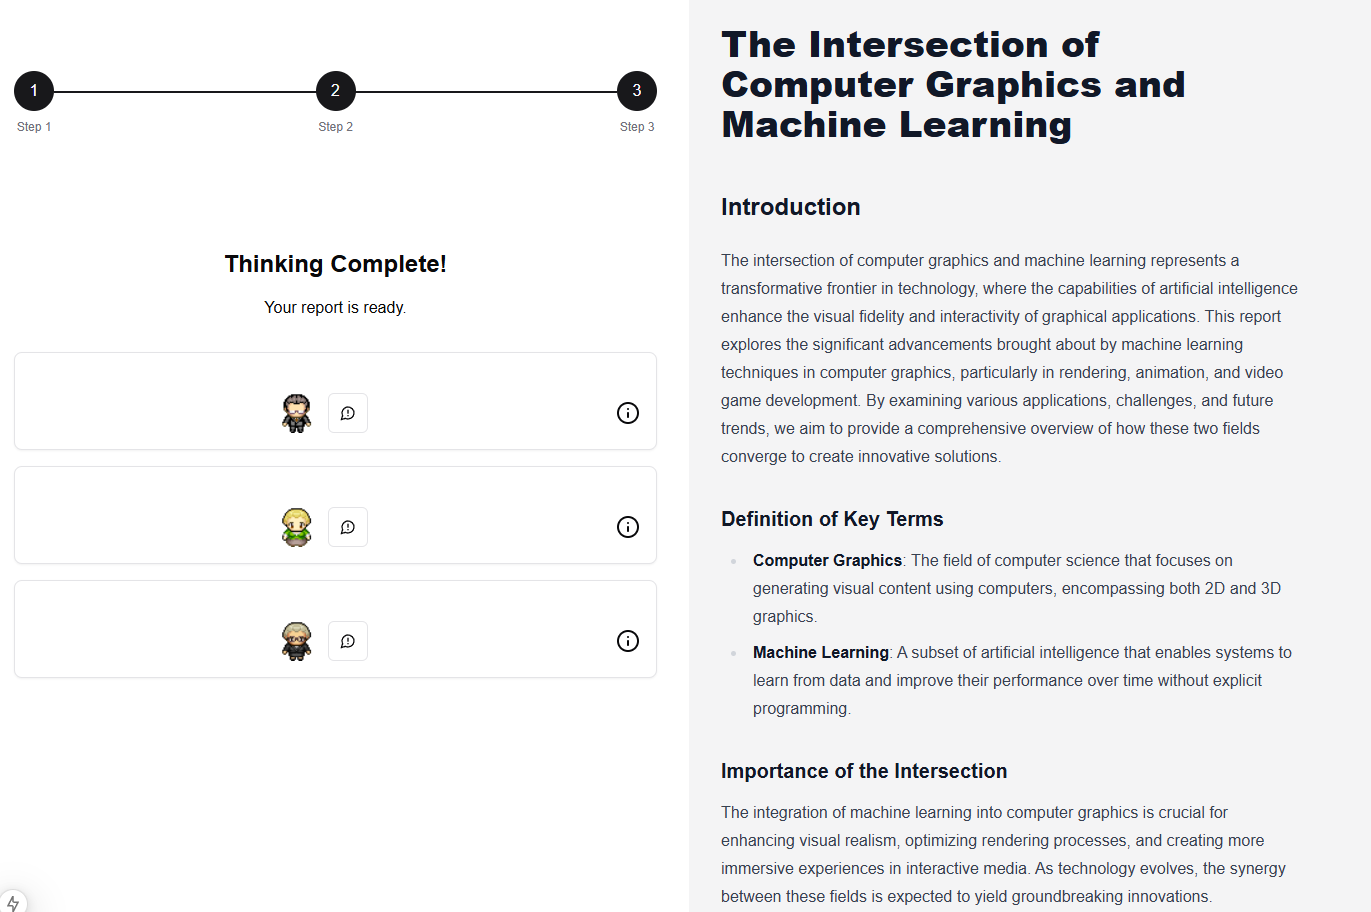 1
2
3
Step 1
Step 2
Step 3
Thinking Complete!
Your report is ready.
The Intersection of
Computer Graphics and
Machine Learning
Introduction
The intersection of computer graphics and machine learning represents a
transformative frontier in technology, where the capabilities of artificial intelligence
enhance the visual fidelity and interactivity of graphical applications. This report
explores the significant advancements brought about by machine learning
techniques in computer graphics, particularly in rendering, animation, and video
game development. By examining various applications, challenges, and future
trends, we aim to provide a comprehensive overview of how these two fields
converge to create innovative solutions.
Definition of Key Terms
Computer Graphics: The field of computer science that focuses on
generating visual content using computers, encompassing both 2D and 3D
graphics.
Machine Learning: A subset of artificial intelligence that enables systems to
learn from data and improve their performance over time without explicit
programming.
Importance of the Intersection
The integration of machine learning into computer graphics is crucial for
enhancing visual realism, optimizing rendering processes, and creating more
immersive experiences in interactive media. As technology evolves, the synergy
between these fields is expected to yield groundbreaking innovations.